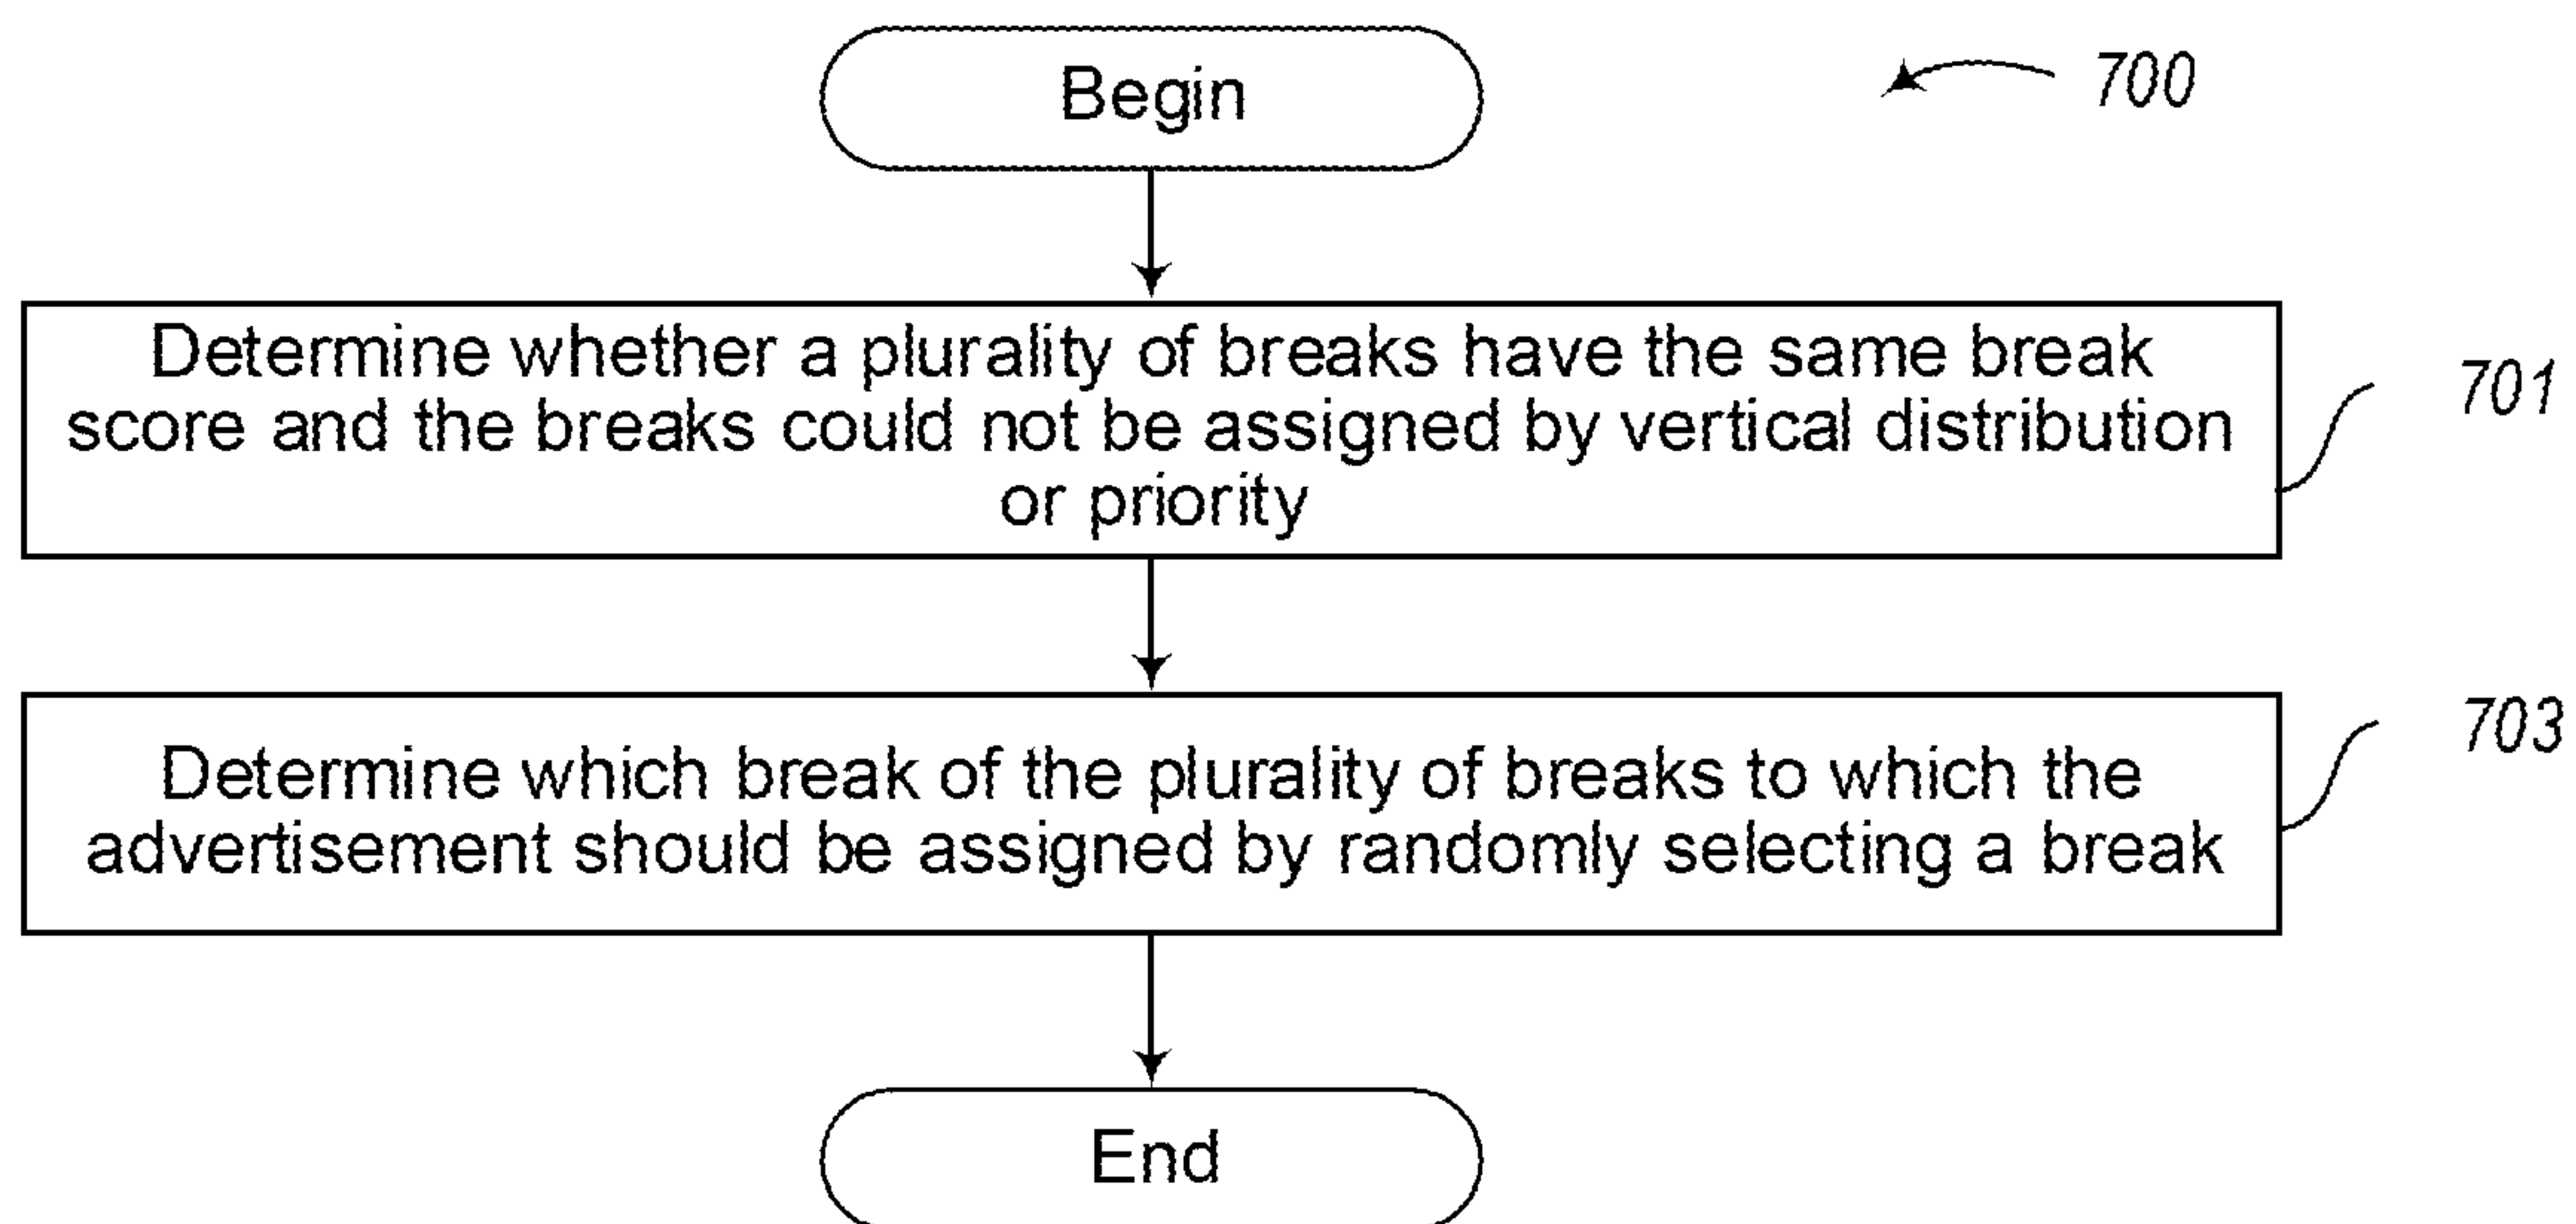 Begin
700
Determine whether a plurality of breaks have the same break
score and the breaks could not be assigned by vertical distribution
or priority
701
Determine which break of the plurality of breaks to which the
advertisement should be assigned by randomly selecting a break
703
End